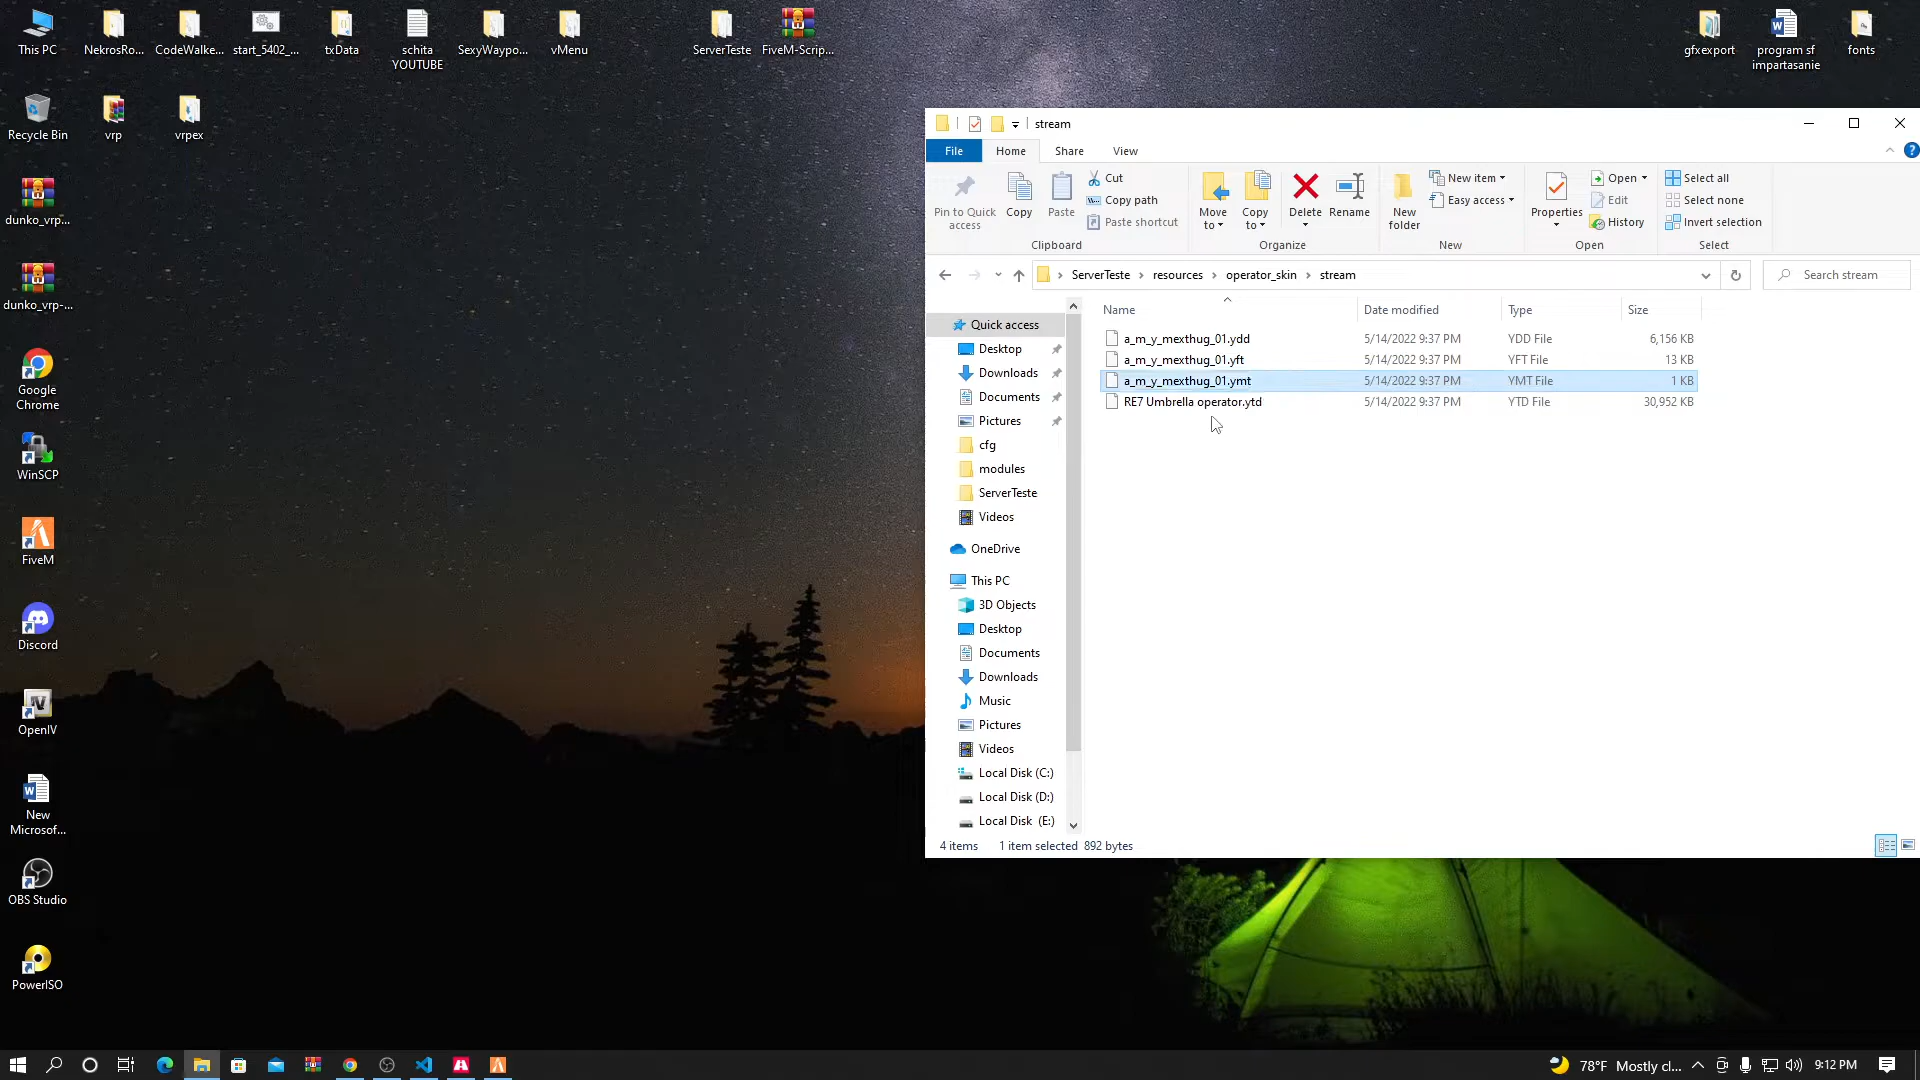 This PC
NekrosRo...
CodeWalke...
start_5402_...
txData
schita
YOUTUBE
SexyWaypo...
vMenu
ServerTeste
FiveM-Scrip...
gfxexport
program sf
impartasanie
fonts
Recycle Bin
vrp
vrpex
dunko_vrp...
dunko_vrp-...
Google
Chrome
WinSCP
FiveM
Discord
OpenIV
New
Microsof...
OBS Studio
PowerISO
stream
File
Home
Share
View
Pin to Quick
access
Copy
Paste
Cut
Copy path
Paste shortcut
Clipboard
Move
to
Copy
to
Delete
Rename
Organize
New
folder
New item
Easy access
New
Properties
Open
Edit
History
Open
Select all
Select none
Invert selection
Select
ServerTeste
resources
operator_skin
stream
Search stream
Quick access
Desktop
Downloads
Documents
Pictures
cfg
modules
ServerTeste
Videos
OneDrive
This PC
3D Objects
Desktop
Documents
Downloads
Music
Pictures
Videos
Local Disk (C:)
Local Disk (D:)
Local Disk (E:)
Name Date modified Type Size
a_m_y_mexthug_01.ydd 5/14/2022 9:37 PM YDD File 6,156 KB
a_m_y_mexthug_01.yft 5/14/2022 9:37 PM YFT File 13 KB
a_m_y_mexthug_01.ymt 5/14/2022 9:37 PM YMT File 1 KB
RE7 Umbrella operator.ytd 5/14/2022 9:37 PM YTD File 30,952 KB
4 items 1 item selected 892 bytes
78°F Mostly cl...
9:12 PM